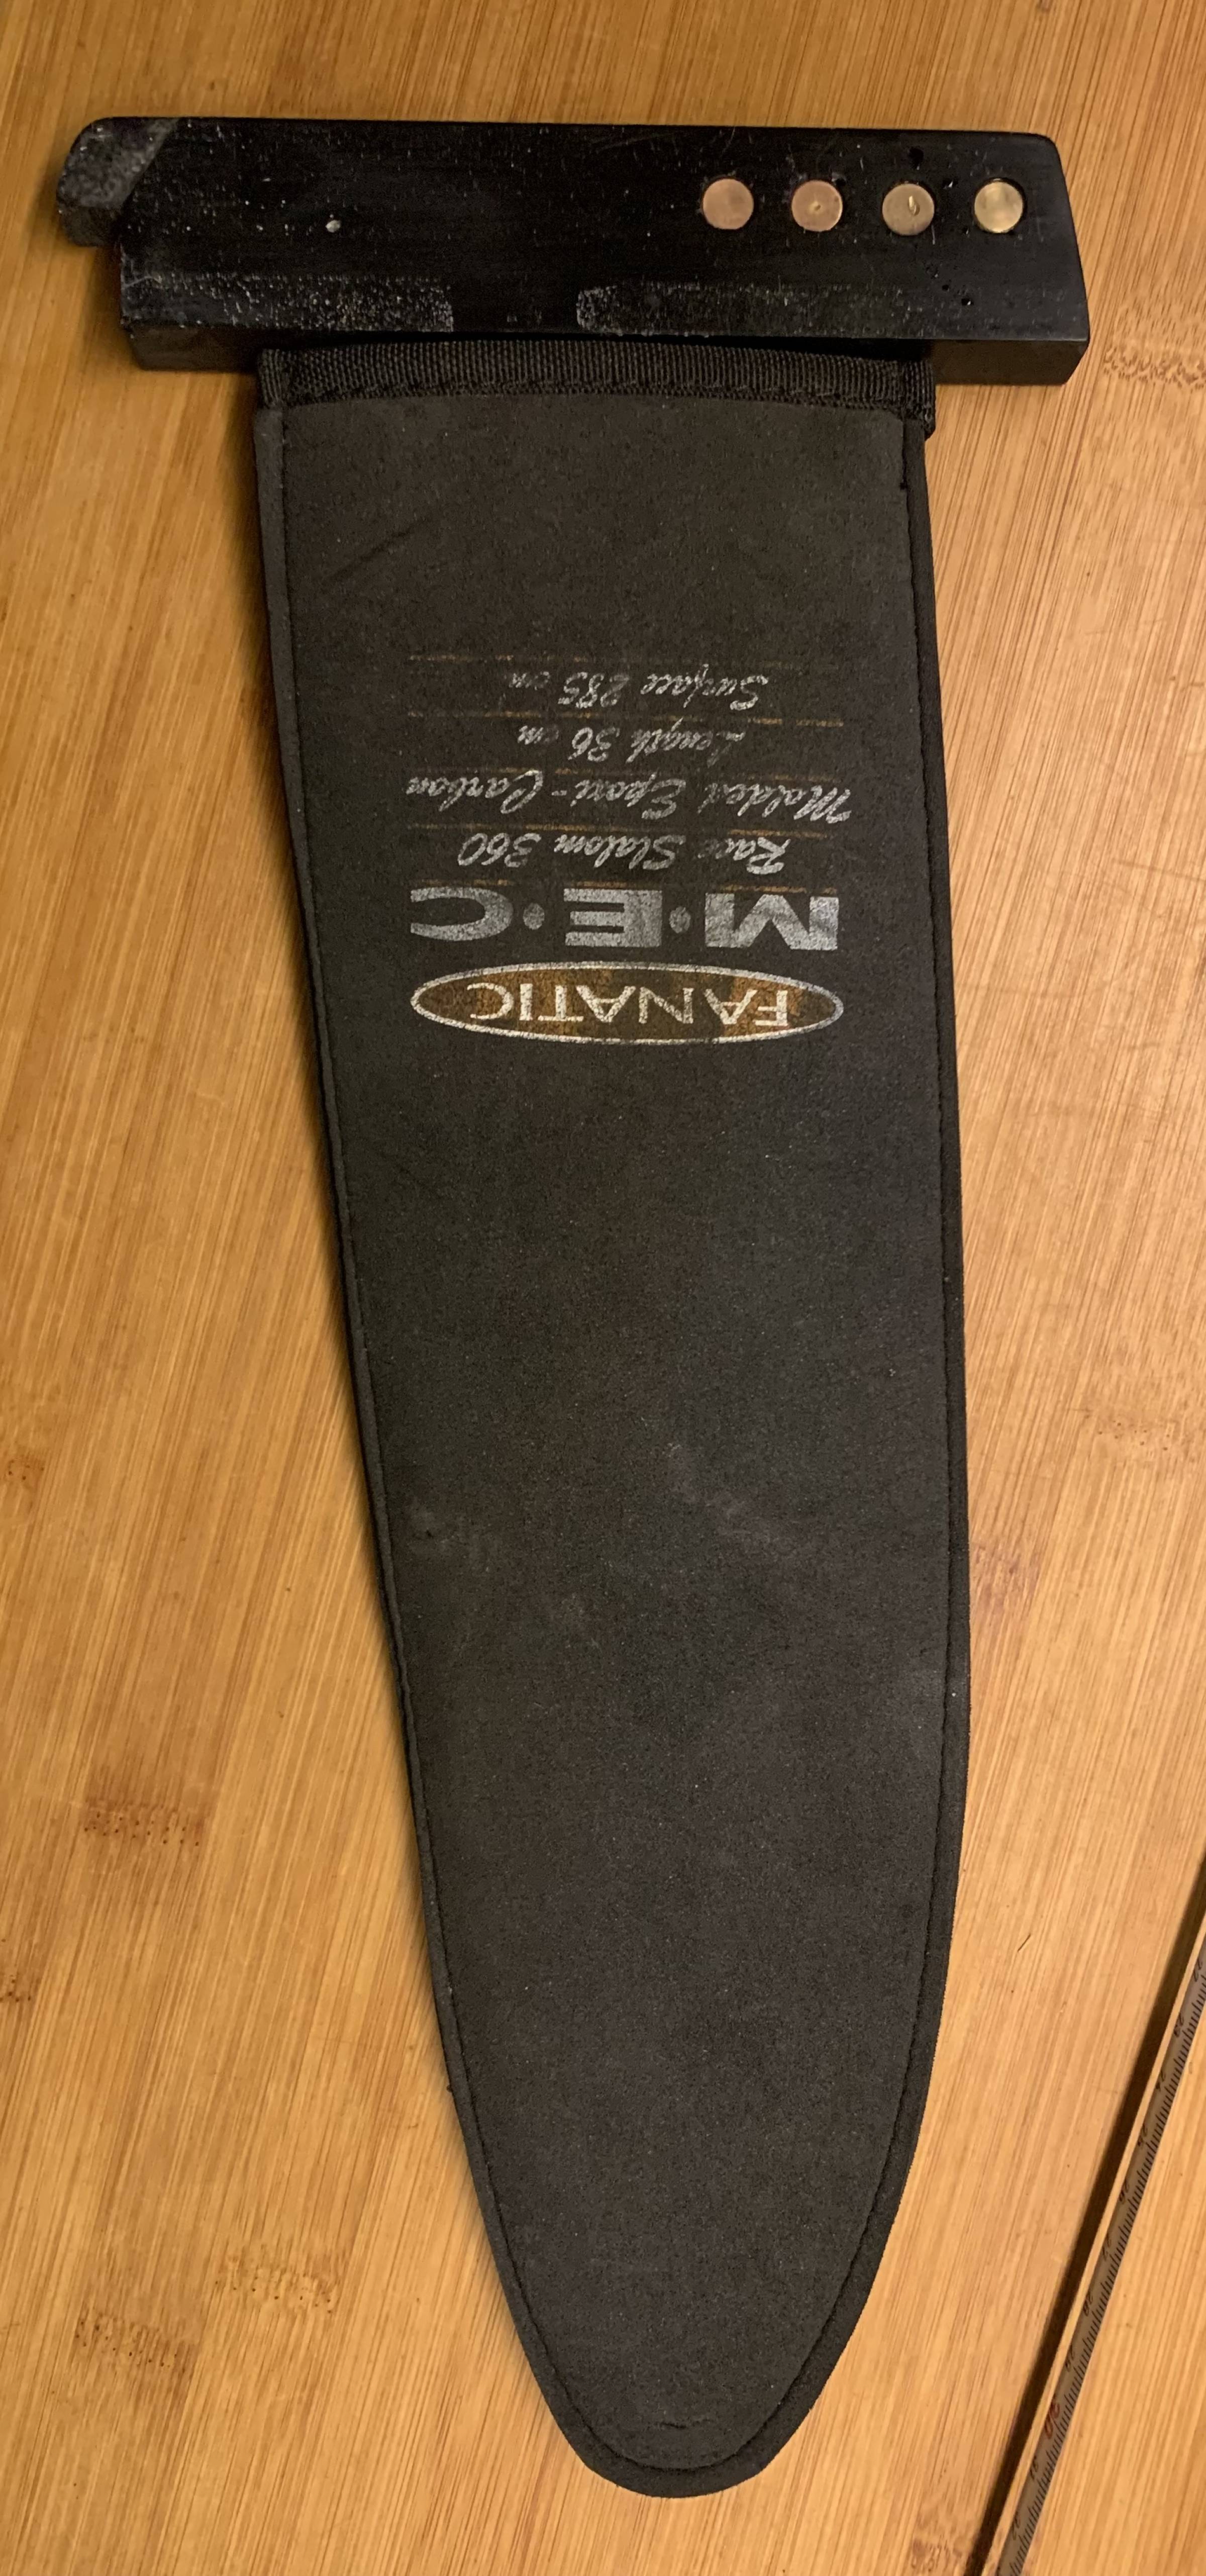 FANATIC
M·E·C
Race Slalom 360
Molded Epoxi-Carbon
Length 36 cm
Surface 285 cm